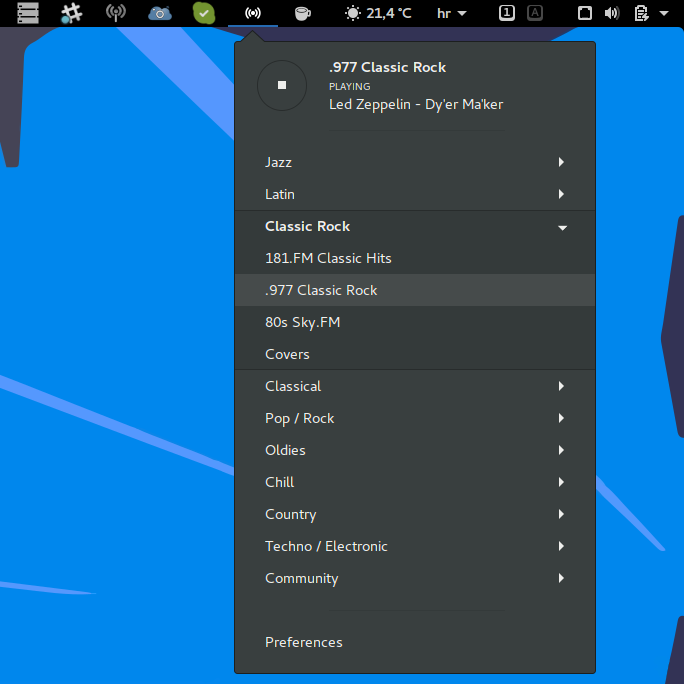 21,4 °C hr 1 A
.977 Classic Rock
PLAYING
Led Zeppelin - Dy'er Ma'ker
Jazz
Latin
Classic Rock
181.FM Classic Hits
.977 Classic Rock
80s Sky.FM
Covers
Classical
Pop / Rock
Oldies
Chill
Country
Techno / Electronic
Community
Preferences